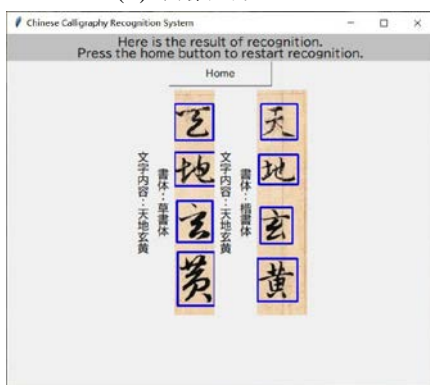 Chinese Calligraphy Recognition System
Here is the result of recognition.
Press the home button to restart recognition.
Home
文字内容：天地玄黄
書体：草書体
天地玄黄
文字内容：天地玄黄
書体：楷書体
天地玄黄